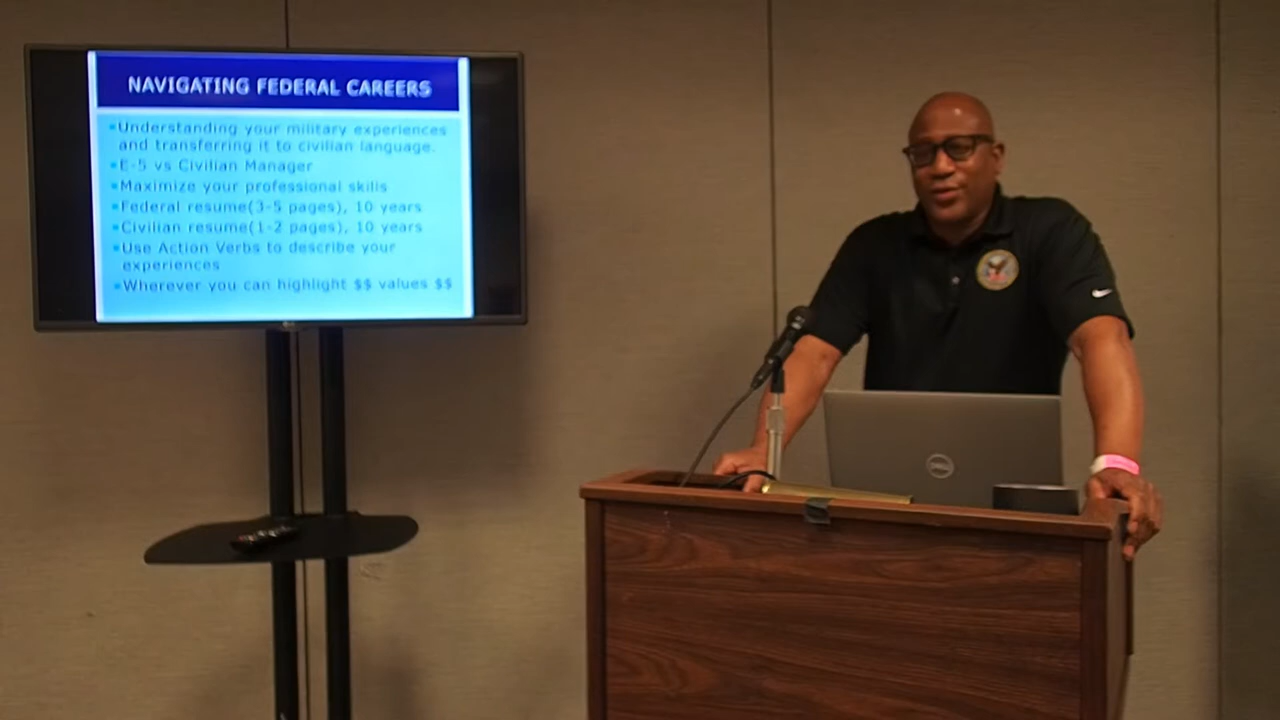 NAVIGATING FEDERAL CAREERS
Understanding your military experiences
and transferring it to civilian language.
E-5 vs Civilian Manager
Maximize your professional skills
Federal resume(3-5 pages), 10 years
Civilian resume(1-2 pages), 10 years
Use Action Verbs to describe your
experiences
Wherever you can highlight $$ values $$
DELL